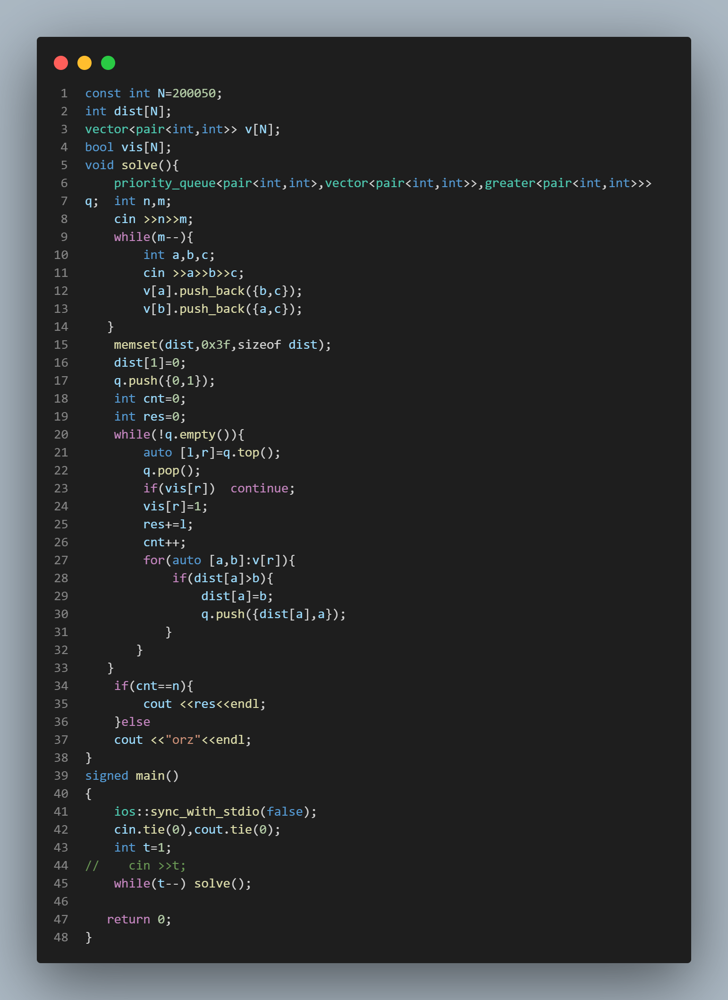 1 const int N=200050;
2 int dist[N];
3 vector<pair<int,int>> v[N];
4 bool vis[N];
5 void solve(){
6     priority_queue<pair<int,int>,vector<pair<int,int>>,greater<pair<int,int>>>
7 q;  int n,m;
8     cin >>n>>m;
9     while(m--){
10         int a,b,c;
11         cin >>a>>b>>c;
12         v[a].push_back({b,c});
13         v[b].push_back({a,c});
14    }
15     memset(dist,0x3f,sizeof dist);
16     dist[1]=0;
17     q.push({0,1});
18     int cnt=0;
19     int res=0;
20     while(!q.empty()){
21         auto [l,r]=q.top();
22         q.pop();
23         if(vis[r])  continue;
24         vis[r]=1;
25         res+=l;
26         cnt++;
27         for(auto [a,b]:v[r]){
28             if(dist[a]>b){
29                 dist[a]=b;
30                 q.push({dist[a],a});
31            }
32        }
33    }
34     if(cnt==n){
35         cout <<res<<endl;
36     }else
37     cout <<"orz"<<endl;
38 }
39 signed main()
40 {
41     ios::sync_with_stdio(false);
42     cin.tie(0),cout.tie(0);
43     int t=1;
44 //    cin >>t;
45     while(t--) solve();
46
47    return 0;
48 }